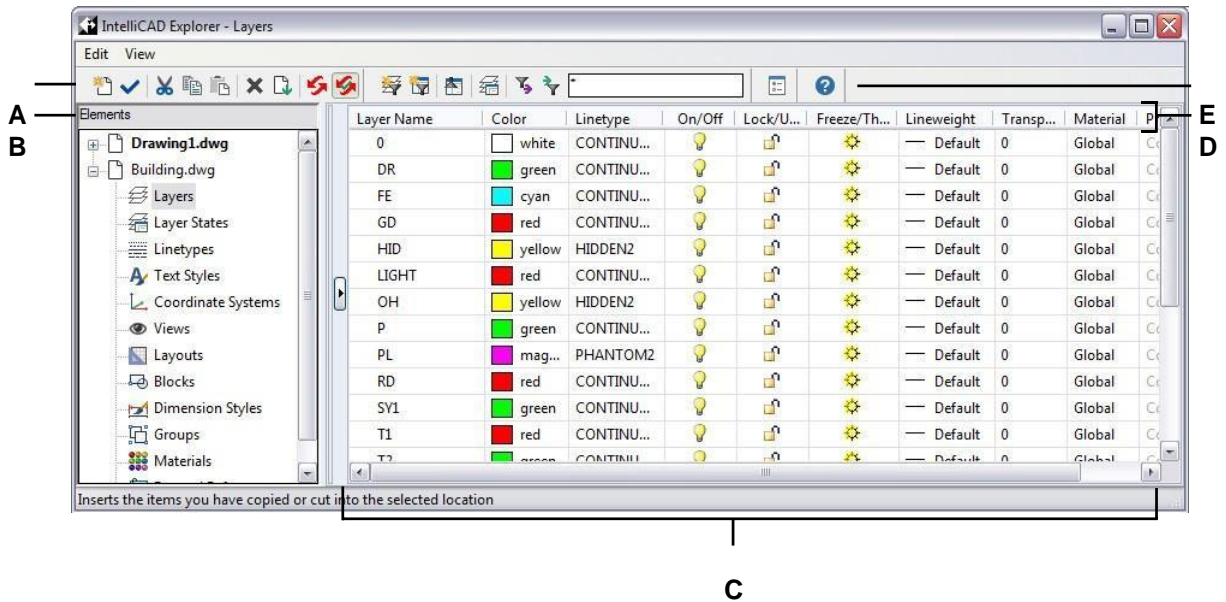 IntelliCAD Explorer - Layers
Edit View
*
A
B
Elements
Drawing1.dwg
Building.dwg
Layers
Layer States
Linetypes
Text Styles
Coordinate Systems
Views
Layouts
Blocks
Dimension Styles
Groups
Materials
Layer Name Color Linetype On/Off Lock/U... Freeze/Th... Lineweight Transp... Material P
0 white CONTINU... Default 0 Global
DR green CONTINU... Default 0 Global
FE cyan CONTINU... Default 0 Global
GD red CONTINU... Default 0 Global
HID yellow HIDDEN2 Default 0 Global
LIGHT red CONTINU... Default 0 Global
OH yellow HIDDEN2 Default 0 Global
P green CONTINU... Default 0 Global
PL mag... PHANTOM2 Default 0 Global
RD red CONTINU... Default 0 Global
SY1 green CONTINU... Default 0 Global
T1 red CONTINU... Default 0 Global
T2 green CONTINU... Default 0 Global
E
D
Inserts the items you have copied or cut into the selected location
C